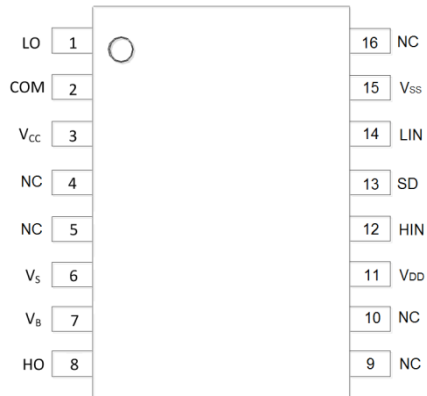 LO 1 16 NC
COM 2 15 Vss
Vcc 3 14 LIN
NC 4 13 SD
NC 5 12 HIN
Vs 6 11 VDD
VB 7 10 NC
HO 8 9 NC